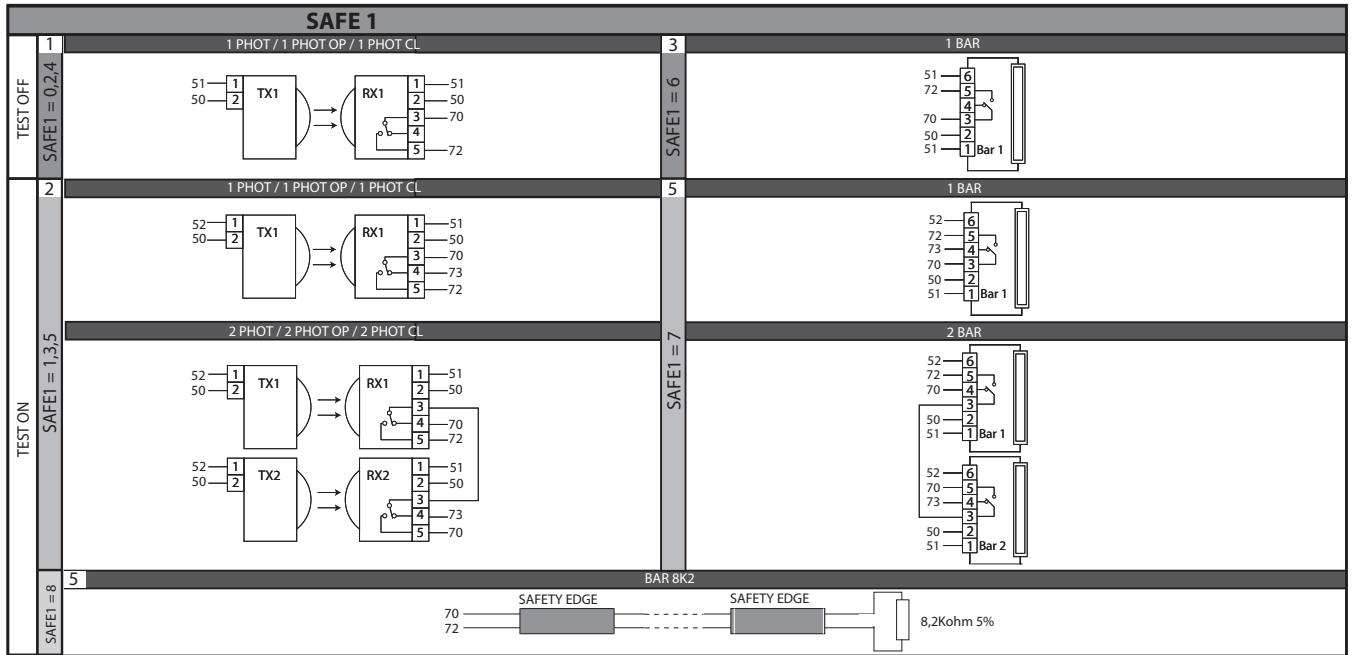 SAFE 1
TEST OFF
SAFE1 = 0,2,4
1
1 PHOT / 1 PHOT OP / 1 PHOT CL
51 1 TX1 RX1 1 51
50 2 2 50
3 70
4
5 72
SAFE1 = 6
3
1 BAR
51 6
72 5
4
70 3
50 2
51 1 Bar 1
TEST ON
SAFE1 = 1,3,5
2
1 PHOT / 1 PHOT OP / 1 PHOT CL
52 1 TX1 RX1 1 51
50 2 2 50
3 70
4 73
5 72
2 PHOT / 2 PHOT OP / 2 PHOT CL
52 1 TX1 RX1 1 51
50 2 2 50
3
4 70
5 72
52 1 TX2 RX2 1 51
50 2 2 50
3
4 73
5 70
SAFE1 = 7
5
1 BAR
52 6
72 5
73 4
70 3
50 2
51 1 Bar 1
2 BAR
52 6
72 5
70 4
3
50 2
51 1 Bar 1
52 6
70 5
73 4
3
50 2
51 1 Bar 2
SAFE1 = 8
5
BAR 8K2
SAFETY EDGE SAFETY EDGE
70
72
8,2Kohm 5%